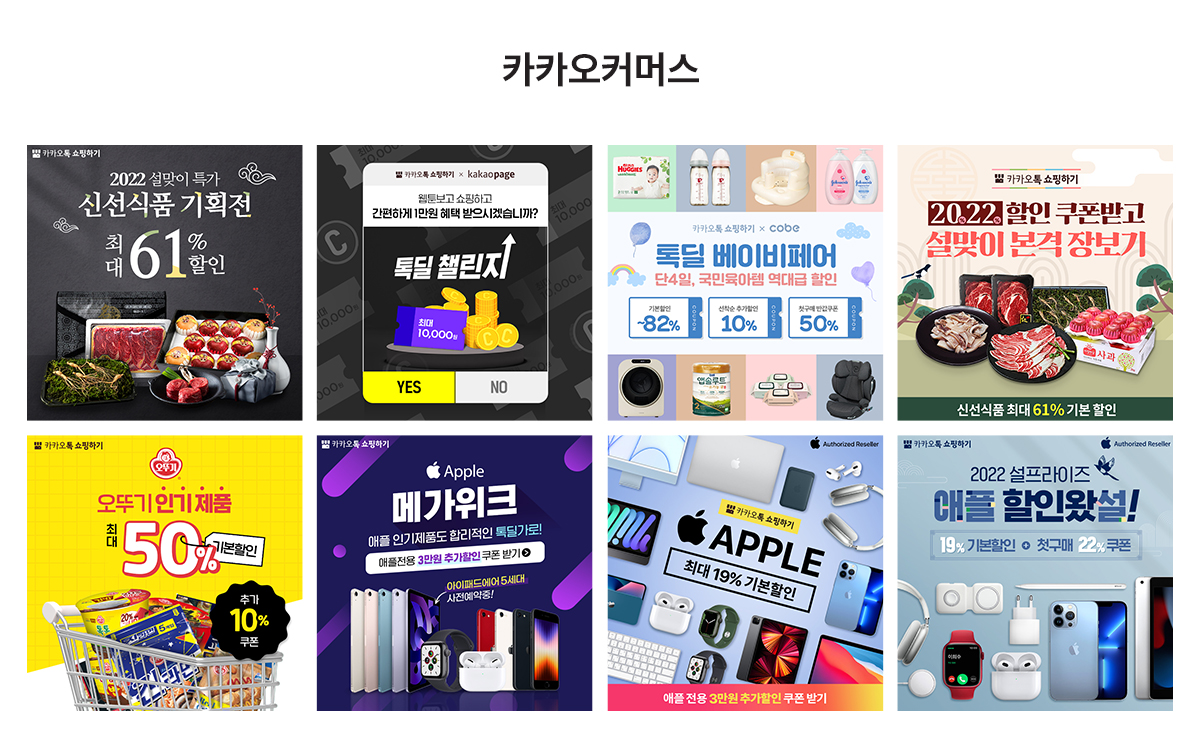 카카오커머스
카카오톡 쇼핑하기
2022 설맞이 특가
신선식품 기획전
최대 61% 할인
카카오톡 쇼핑하기 × kakaopage
웹툰보고 쇼핑하고
간편하게 1만원 혜택 받으시겠습니까?
톡딜 챌린지
최대
10,000원
YES
NO
HUGGIES
Johnson's
Johnson's
카카오톡 쇼핑하기 × cobe
톡딜 베이비페어
단4일, 국민육아템 역대급 할인
기본할인
~82%
COUPON
선착순 추가할인
10%
COUPON
첫구매 반값쿠폰
50%
COUPON
앱솔루트
카카오톡 쇼핑하기
20.22% 할인 쿠폰받고
설맞이 본격 장보기
사과
신선식품 최대 61% 기본 할인
카카오톡 쇼핑하기
오뚜기
오뚜기 인기 제품
최대 50%
기본할인
추가
10%
쿠폰
카카오톡 쇼핑하기
Apple
메가위크
애플 인기제품도 합리적인 톡딜가로!
애플전용 3만원 추가할인 쿠폰 받기
아이패드에어 5세대
사전예약중!
Authorized Reseller
카카오톡 쇼핑하기
APPLE
최대 19% 기본할인
애플 전용 3만원 추가할인 쿠폰 받기
카카오톡 쇼핑하기
Authorized Reseller
2022 설프라이즈
애플 할인왔설!
19% 기본할인 + 첫구매 22% 쿠폰